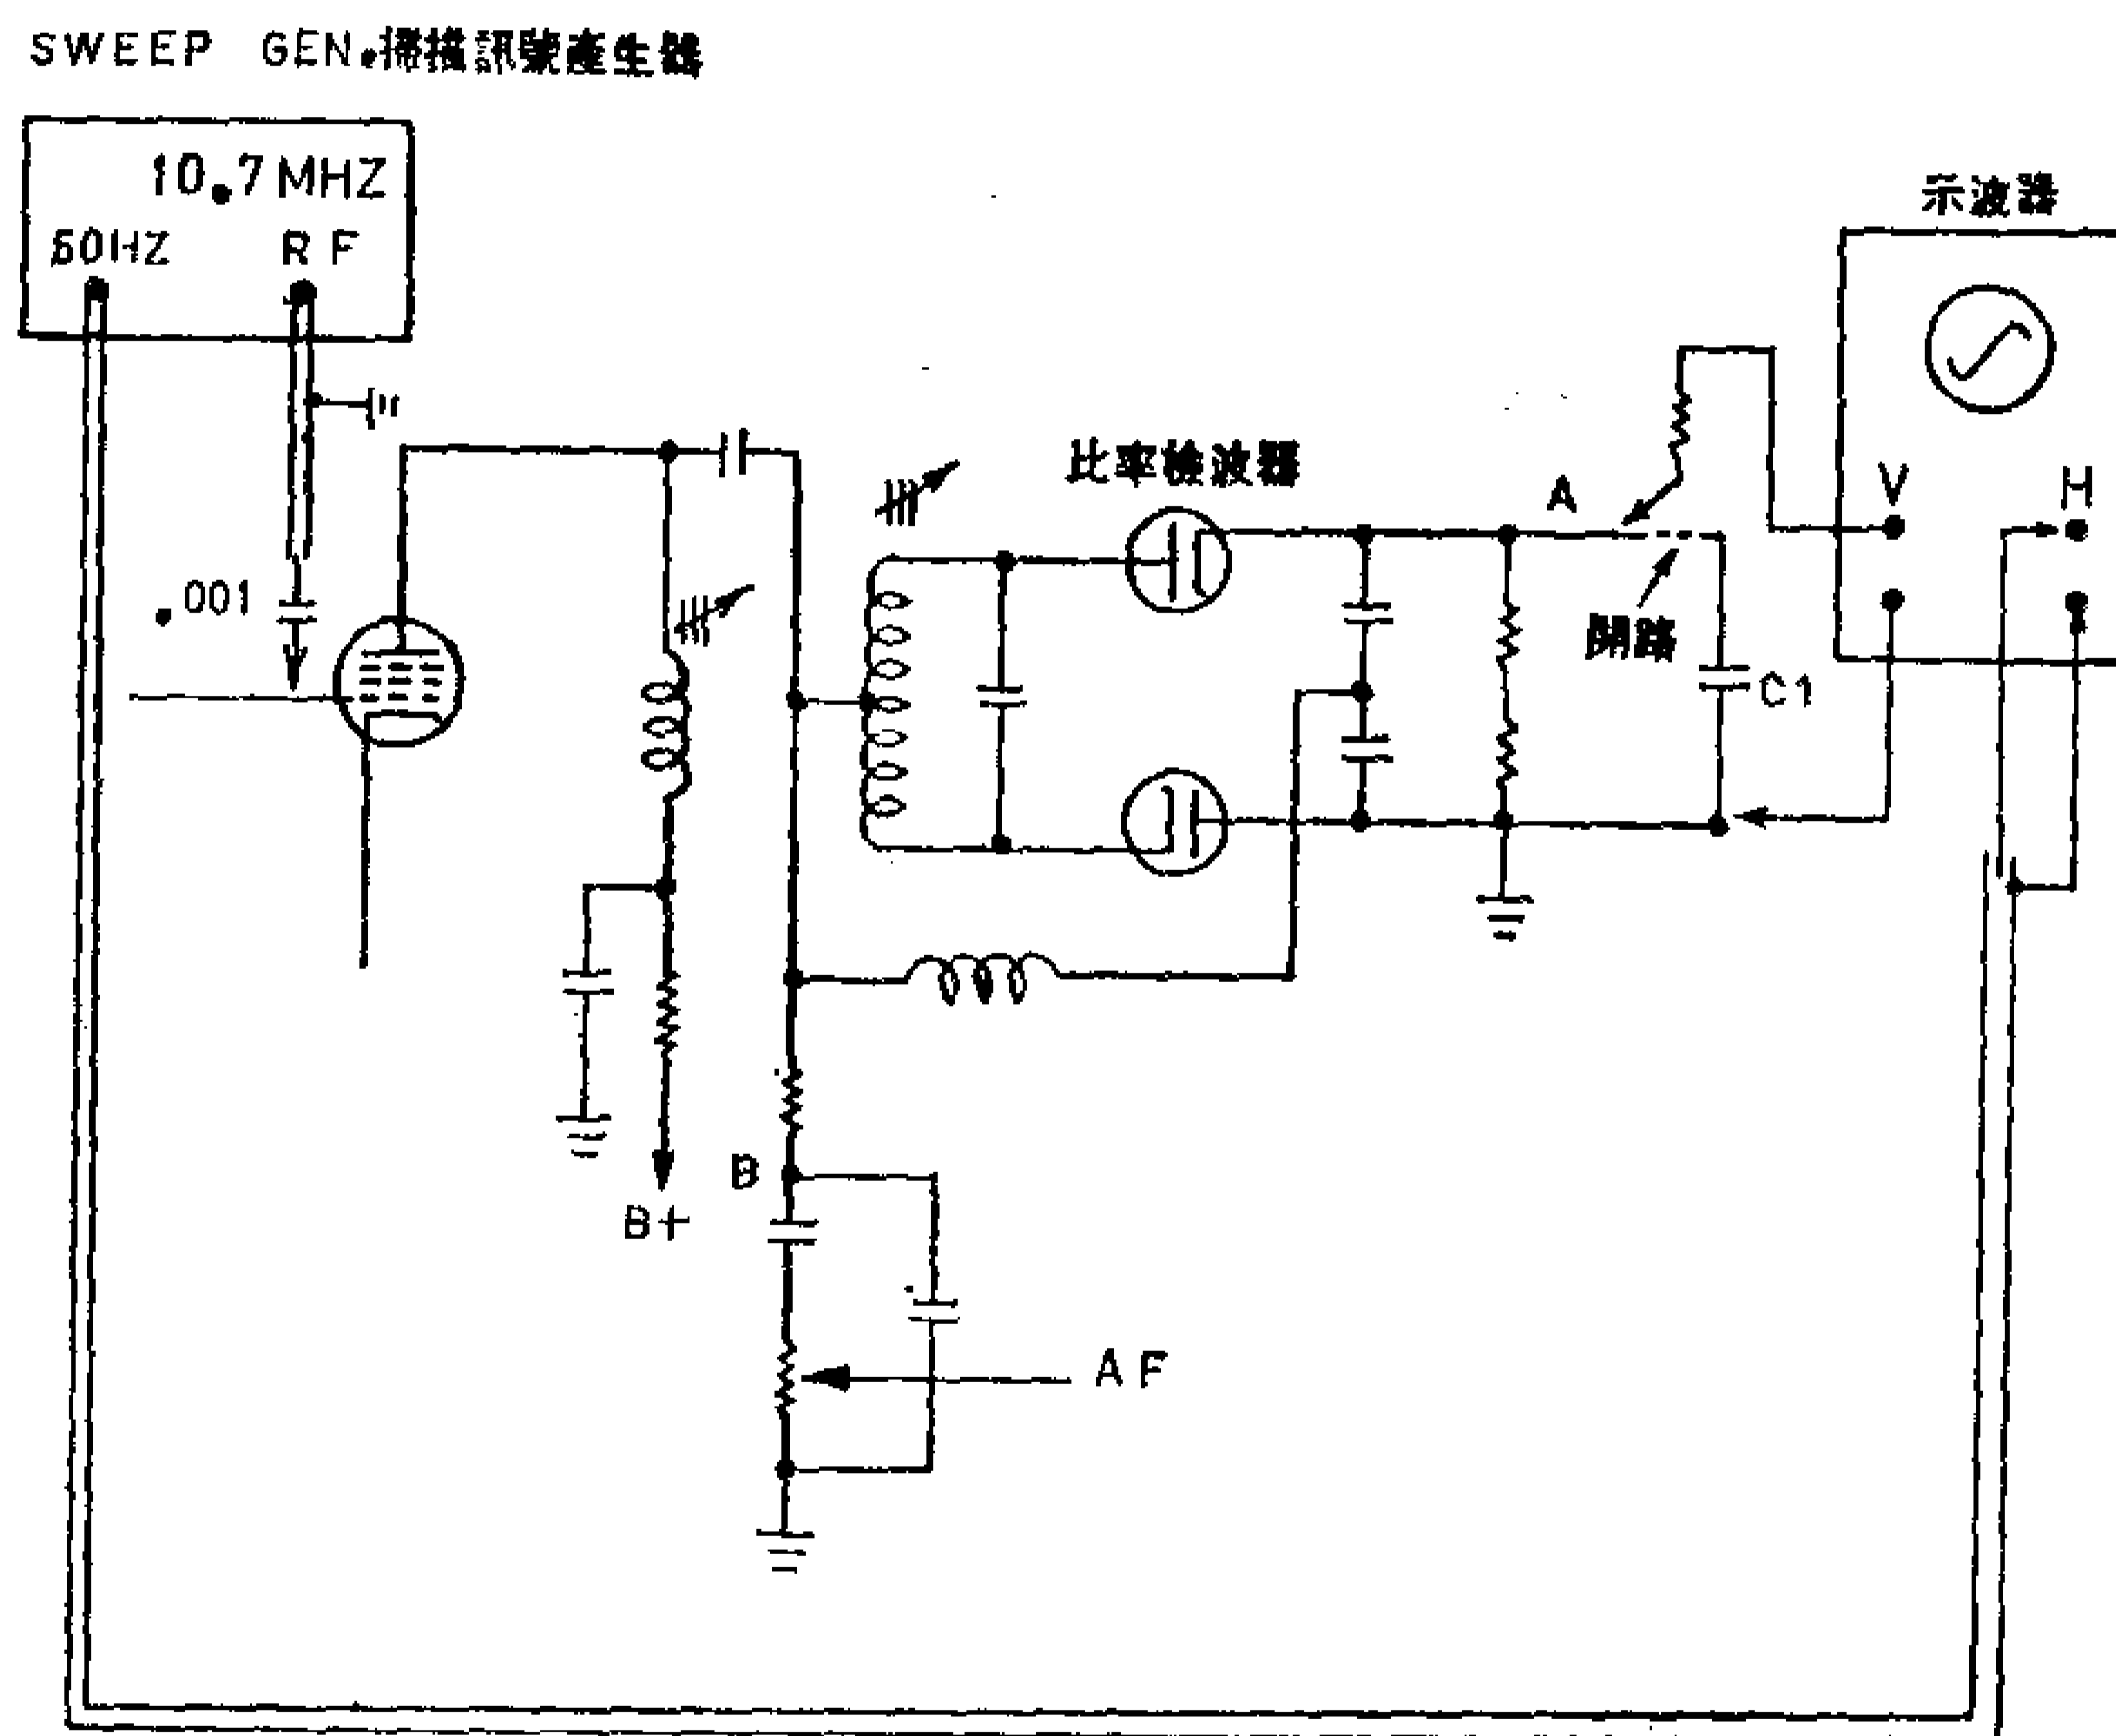 SWEEP GEN.掃描訊號產生器
10.7MHZ
60HZ RF
示波器
比率檢波器
A
V H
.001
開路
C1
B
B+
AF